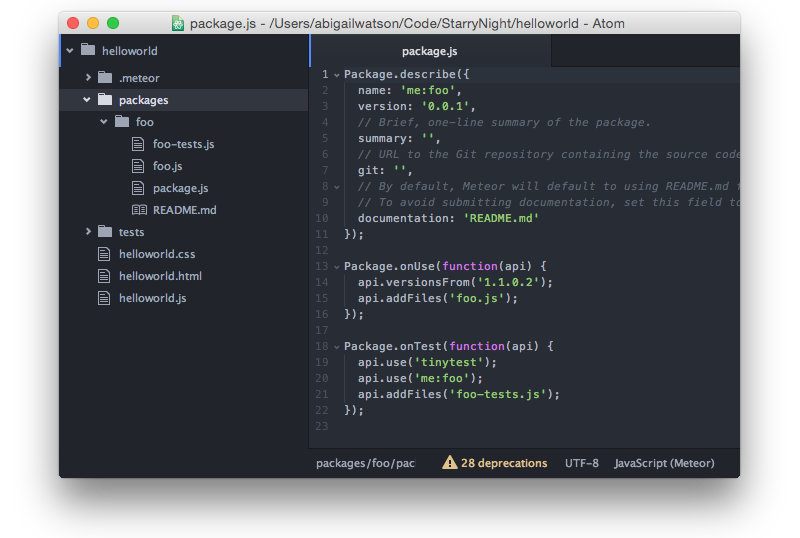 package.js - /Users/abigailwatson/Code/StarryNight/helloworld - Atom
helloworld
.meteor
packages
foo
foo-tests.js
foo.js
package.js
README.md
tests
helloworld.css
helloworld.html
helloworld.js
package.js
1 Package.describe({
2 name: 'me:foo',
3 version: '0.0.1',
4 // Brief, one-line summary of the package.
5 summary: '',
6 // URL to the Git repository containing the source code
7 git: '',
8 // By default, Meteor will default to using README.md f
9 // To avoid submitting documentation, set this field to
10 documentation: 'README.md'
11 });
12
13 Package.onUse(function(api) {
14 api.versionsFrom('1.1.0.2');
15 api.addFiles('foo.js');
16 });
17
18 Package.onTest(function(api) {
19 api.use('tinytest');
20 api.use('me:foo');
21 api.addFiles('foo-tests.js');
22 });
23
packages/foo/pac 28 deprecations UTF-8 JavaScript (Meteor)